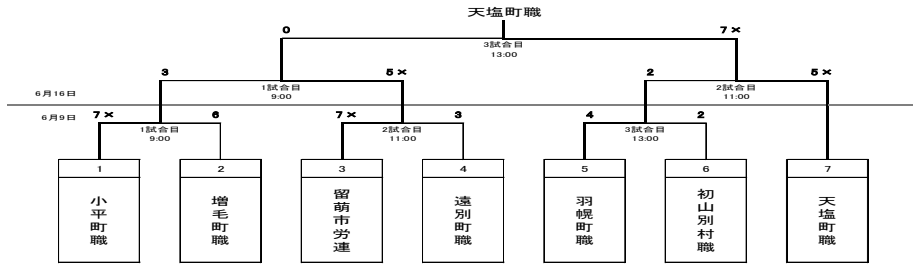 天塩町職
0 7×
3試合目
13:00
3 5× 2 5×
1試合目 2試合目
9:00 11:00
6月16日
6月9日
7× 6 7× 3 4 2
1試合目 2試合目 3試合目
9:00 11:00 13:00
1 2 3 4 5 6 7
小平町職
増毛町職
留萌市労連
遠別町職
羽幌町職
初山別村職
天塩町職